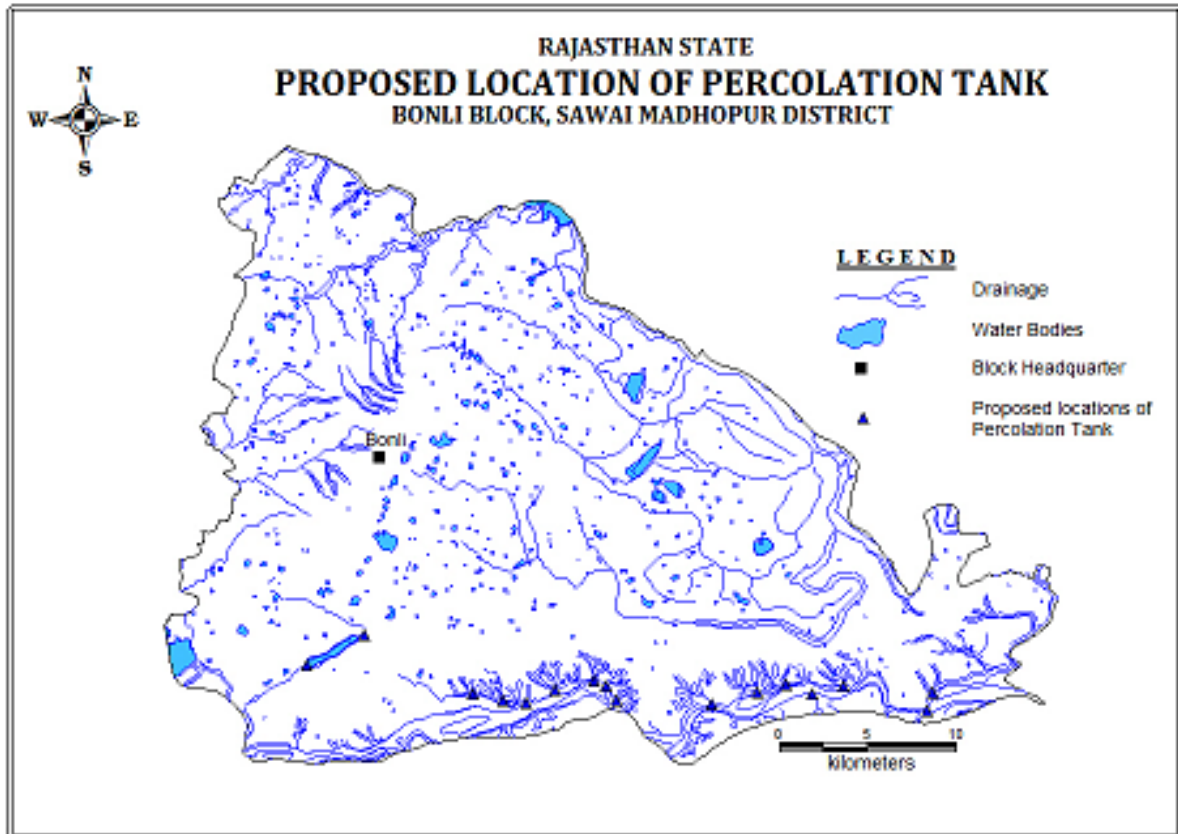 RAJASTHAN STATE
PROPOSED LOCATION OF PERCOLATION TANK
BONLI BLOCK, SAWAI MADHOPUR DISTRICT
N
W E
S
LEGEND
Drainage
Water Bodies
Block Headquarter
Proposed locations of
Percolation Tank
Bonli
0 5 10
kilometers